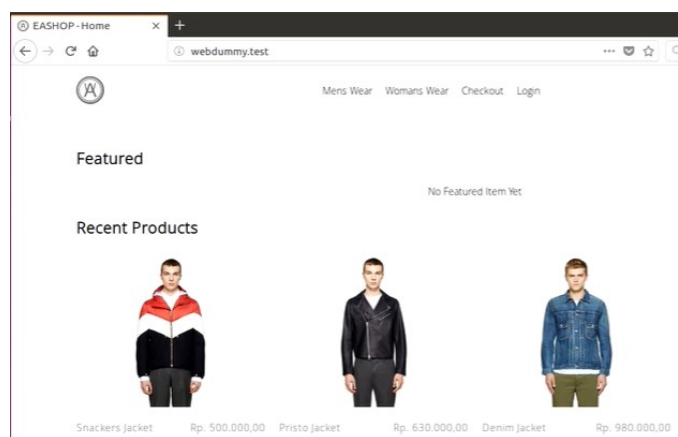 EASHOP - Home
webdummy.test
Mens Wear Womans Wear Checkout Login
Featured
No Featured Item Yet
Recent Products
Snackers Jacket Rp. 500.000,00 Pristo Jacket Rp. 630.000,00 Denim Jacket Rp. 980.000,00